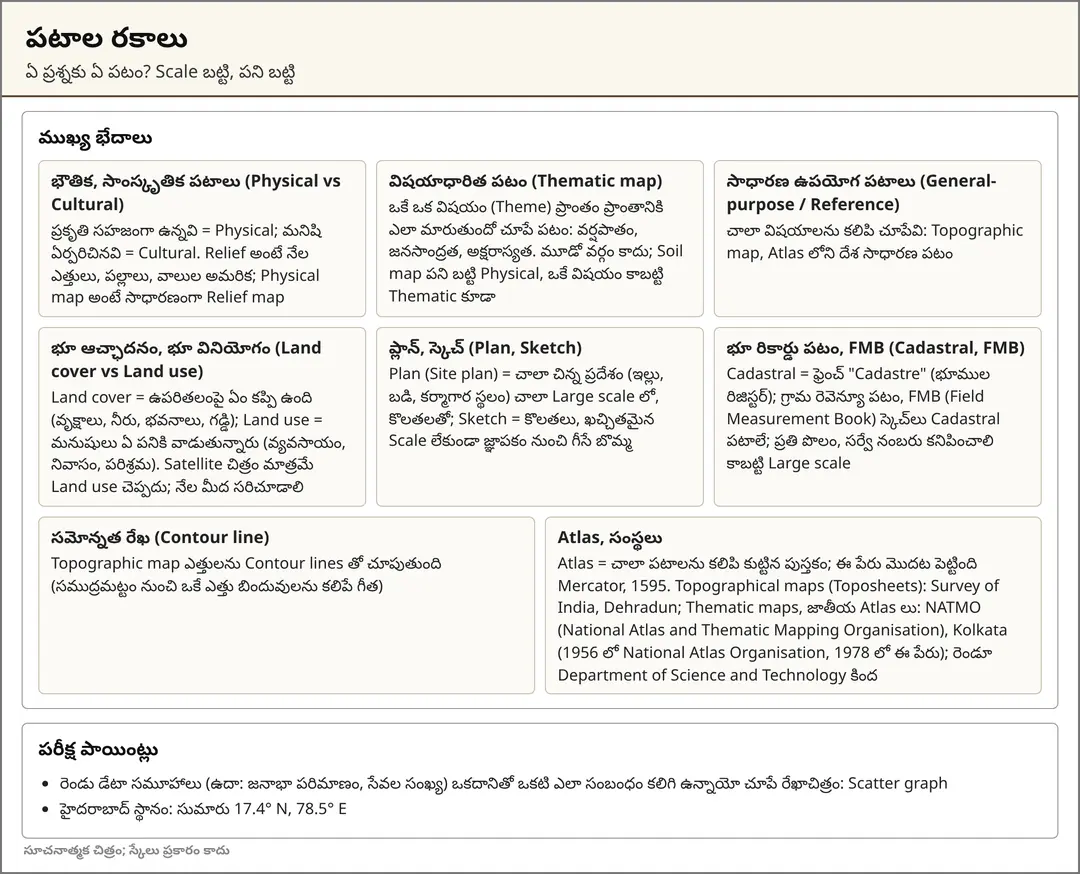 పటాల రకాలు
ఏ ప్రశ్నకు ఏ పటం? Scale బట్టి, పని బట్టి
ముఖ్య భేదాలు
భౌతిక, సాంస్కృతిక పటాలు (Physical vs
Cultural)
ప్రకృతి సహజంగా ఉన్నవి = Physical; మనిషి
ఏర్పరిచినవి = Cultural. Relief అంటే నేల
ఎత్తులు, పల్లాలు, వాలుల అమరిక; Physical
map అంటే సాధారణంగా Relief map
విషయాధారిత పటం (Thematic map)
ఒకే ఒక విషయం (Theme) ప్రాంతం ప్రాంతానికి
ఎలా మారుతుందో చూపే పటం: వర్షపాతం,
జనసాంద్రత, అక్షరాస్యత. మూడో వర్గం కాదు; Soil
map పని బట్టి Physical, ఒకే విషయం కాబట్టి
Thematic కూడా
సాధారణ ఉపయోగ పటాలు (General-
purpose / Reference)
చాలా విషయాలను కలిపి చూపేవి: Topographic
map, Atlas లోని దేశ సాధారణ పటం
భూ ఆచ్ఛాదనం, భూ వినియోగం (Land
cover vs Land use)
Land cover = ఉపరితలంపై ఏం కప్పి ఉంది
(వృక్షాలు, నీరు, భవనాలు, గడ్డి); Land use =
మనుషులు ఏ పనికి వాడుతున్నారు (వ్యవసాయం,
నివాసం, పరిశ్రమ). Satellite చిత్రం మాత్రమే
Land use చెప్పదు; నేల మీద సరిచూడాలి
ప్లాన్, స్కెచ్ (Plan, Sketch)
Plan (Site plan) = చాలా చిన్న ప్రదేశం (ఇల్లు,
బడి, కర్మాగార స్థలం) చాలా Large scale లో,
కొలతలతో; Sketch = కొలతలు, ఖచ్చితమైన
Scale లేకుండా జ్ఞాపకం నుంచి గీసే బొమ్మ
భూ రికార్డు పటం, FMB (Cadastral, FMB)
Cadastral = ఫ్రెంచ్ "Cadastre" (భూముల
రిజిస్టర్); గ్రామ రెవెన్యూ పటం, FMB (Field
Measurement Book) స్కెచ్‌లు Cadastral
పటాలే; ప్రతి పొలం, సర్వే నంబరు కనిపించాలి
కాబట్టి Large scale
సమోన్నత రేఖ (Contour line)
Topographic map ఎత్తులను Contour lines తో చూపుతుంది
(సముద్రమట్టం నుంచి ఒకే ఎత్తు బిందువులను కలిపే గీత)
Atlas, సంస్థలు
Atlas = చాలా పటాలను కలిపి కుట్టిన పుస్తకం; ఈ పేరు మొదట పెట్టింది
Mercator, 1595. Topographical maps (Toposheets): Survey of
India, Dehradun; Thematic maps, జాతీయ Atlas లు: NATMO
(National Atlas and Thematic Mapping Organisation), Kolkata
(1956 లో National Atlas Organisation, 1978 లో ఈ పేరు); రెండూ
Department of Science and Technology కింద
పరీక్ష పాయింట్లు
• రెండు డేటా సమూహాలు (ఉదా: జనాభా పరిమాణం, సేవల సంఖ్య) ఒకదానితో ఒకటి ఎలా సంబంధం కలిగి ఉన్నాయో చూపే రేఖాచిత్రం: Scatter graph
• హైదరాబాద్ స్థానం: సుమారు 17.4° N, 78.5° E
సూచనాత్మక చిత్రం; స్కేలు ప్రకారం కాదు